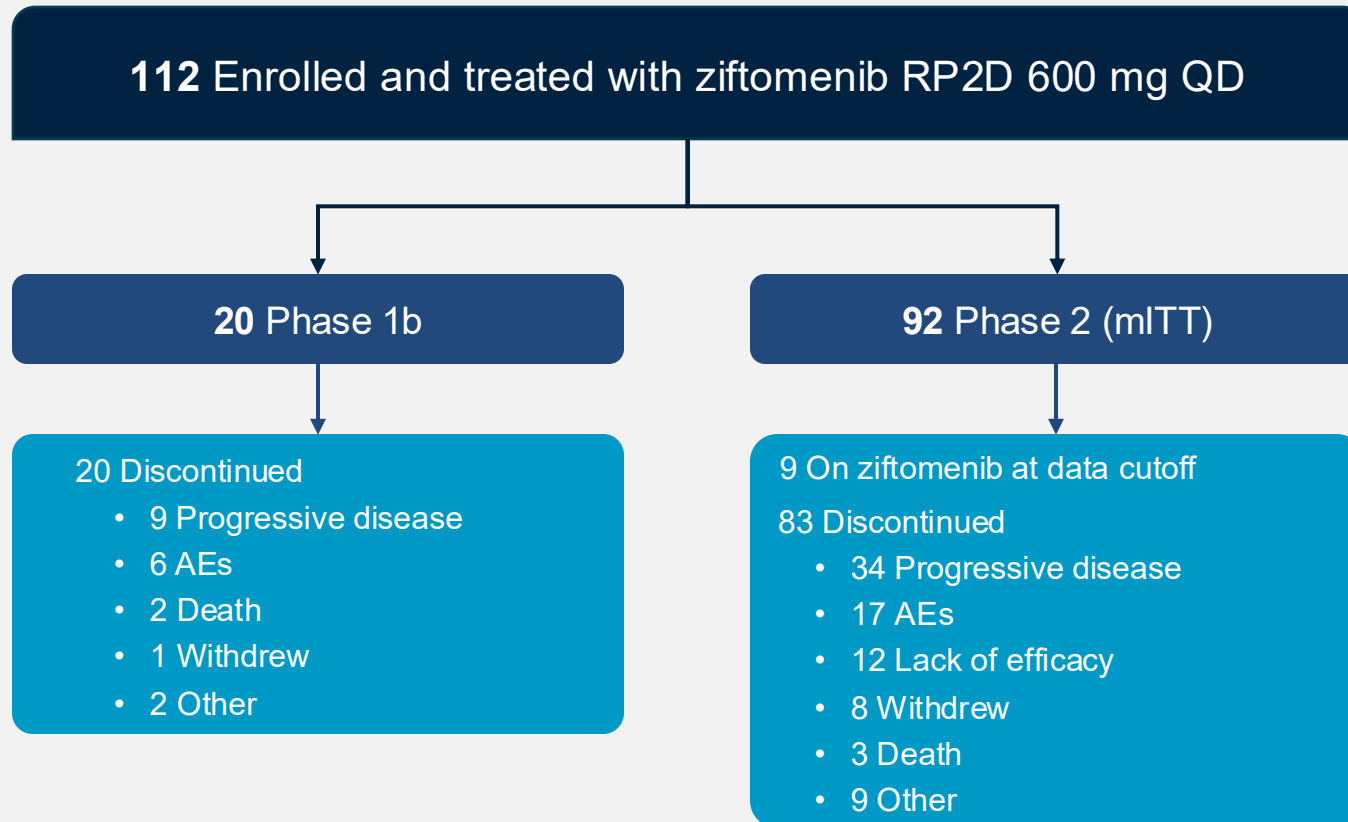 112 Enrolled and treated with ziftomenib RP2D 600 mg QD
20 Phase 1b
20 Discontinued
• 9 Progressive disease
• 6 AEs
• 2 Death
• 1 Withdrew
• 2 Other
92 Phase 2 (mITT)
9 On ziftomenib at data cutoff
83 Discontinued
• 34 Progressive disease
• 17 AEs
• 12 Lack of efficacy
• 8 Withdrew
• 3 Death
• 9 Other